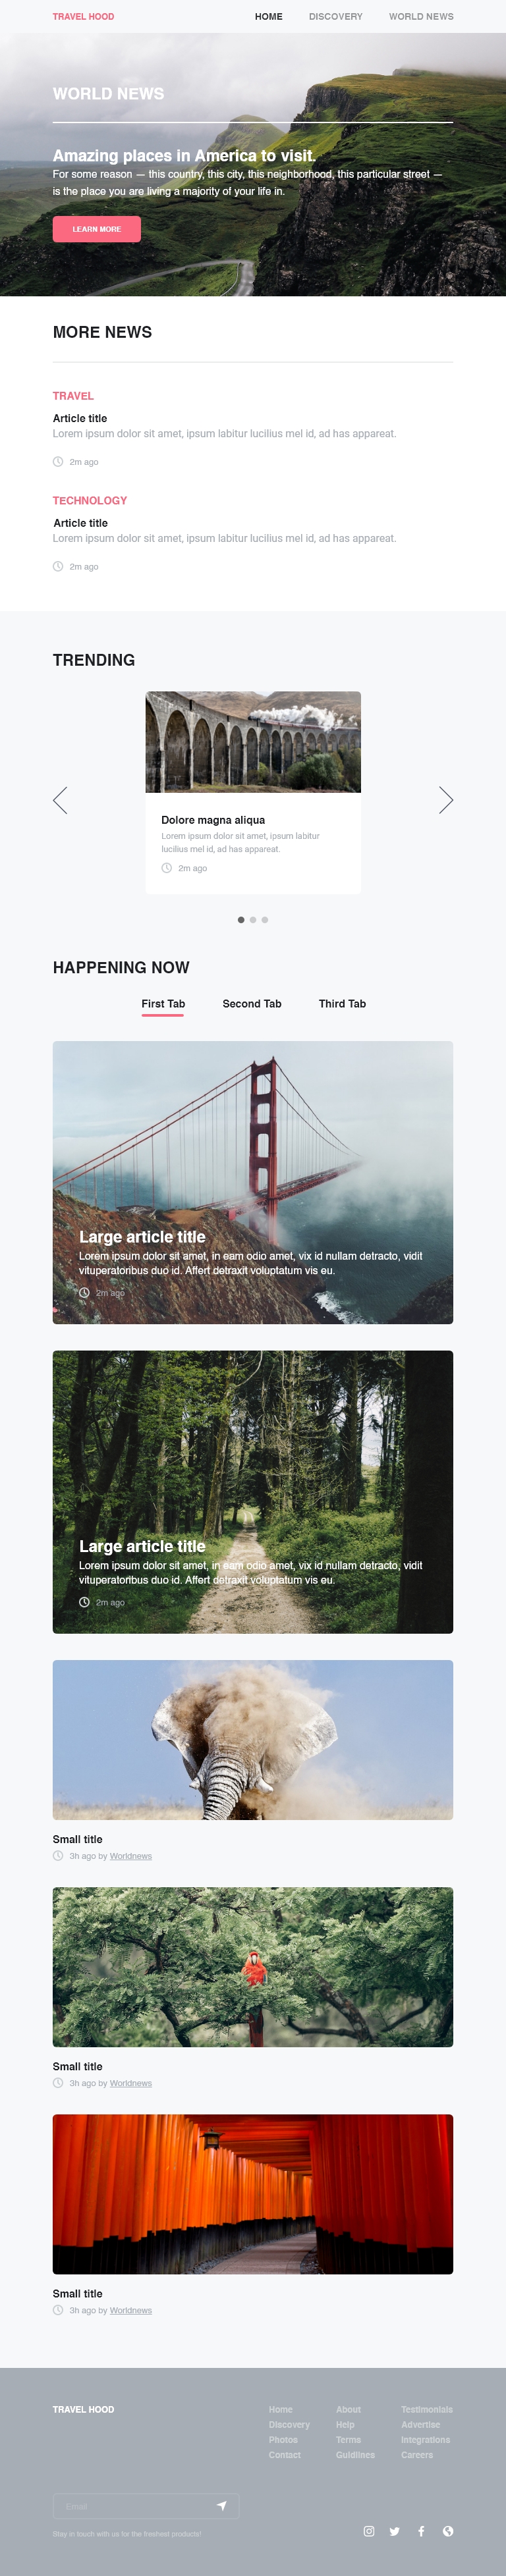 TRAVEL HOOD
HOME DISCOVERY WORLD NEWS
WORLD NEWS
Amazing places in America to visit.
For some reason — this country, this city, this neighborhood, this particular street —
is the place you are living a majority of your life in.
LEARN MORE
MORE NEWS
TRAVEL
Article title
Lorem ipsum dolor sit amet, ipsum labitur lucilius mel id, ad has appareat.
2m ago
TECHNOLOGY
Article title
Lorem ipsum dolor sit amet, ipsum labitur lucilius mel id, ad has appareat.
2m ago
TRENDING
Dolore magna aliqua
Lorem ipsum dolor sit amet, ipsum labitur
lucilius mel id, ad has appareat.
2m ago
HAPPENING NOW
First Tab Second Tab Third Tab
Large article title
Lorem ipsum dolor sit amet, in eam odio amet, vix id nullam detracto, vidit
vituperatoribus duo id. Affert detraxit voluptatum vis eu.
2m ago
Large article title
Lorem ipsum dolor sit amet, in eam odio amet, vix id nullam detracto, vidit
vituperatoribus duo id. Affert detraxit voluptatum vis eu.
2m ago
Small title
3h ago by Worldnews
Small title
3h ago by Worldnews
Small title
3h ago by Worldnews
TRAVEL HOOD
Home About Testimonials
Discovery Help Advertise
Photos Terms Integrations
Contact Guidlines Careers
Email
Stay in touch with us for the freshest products!